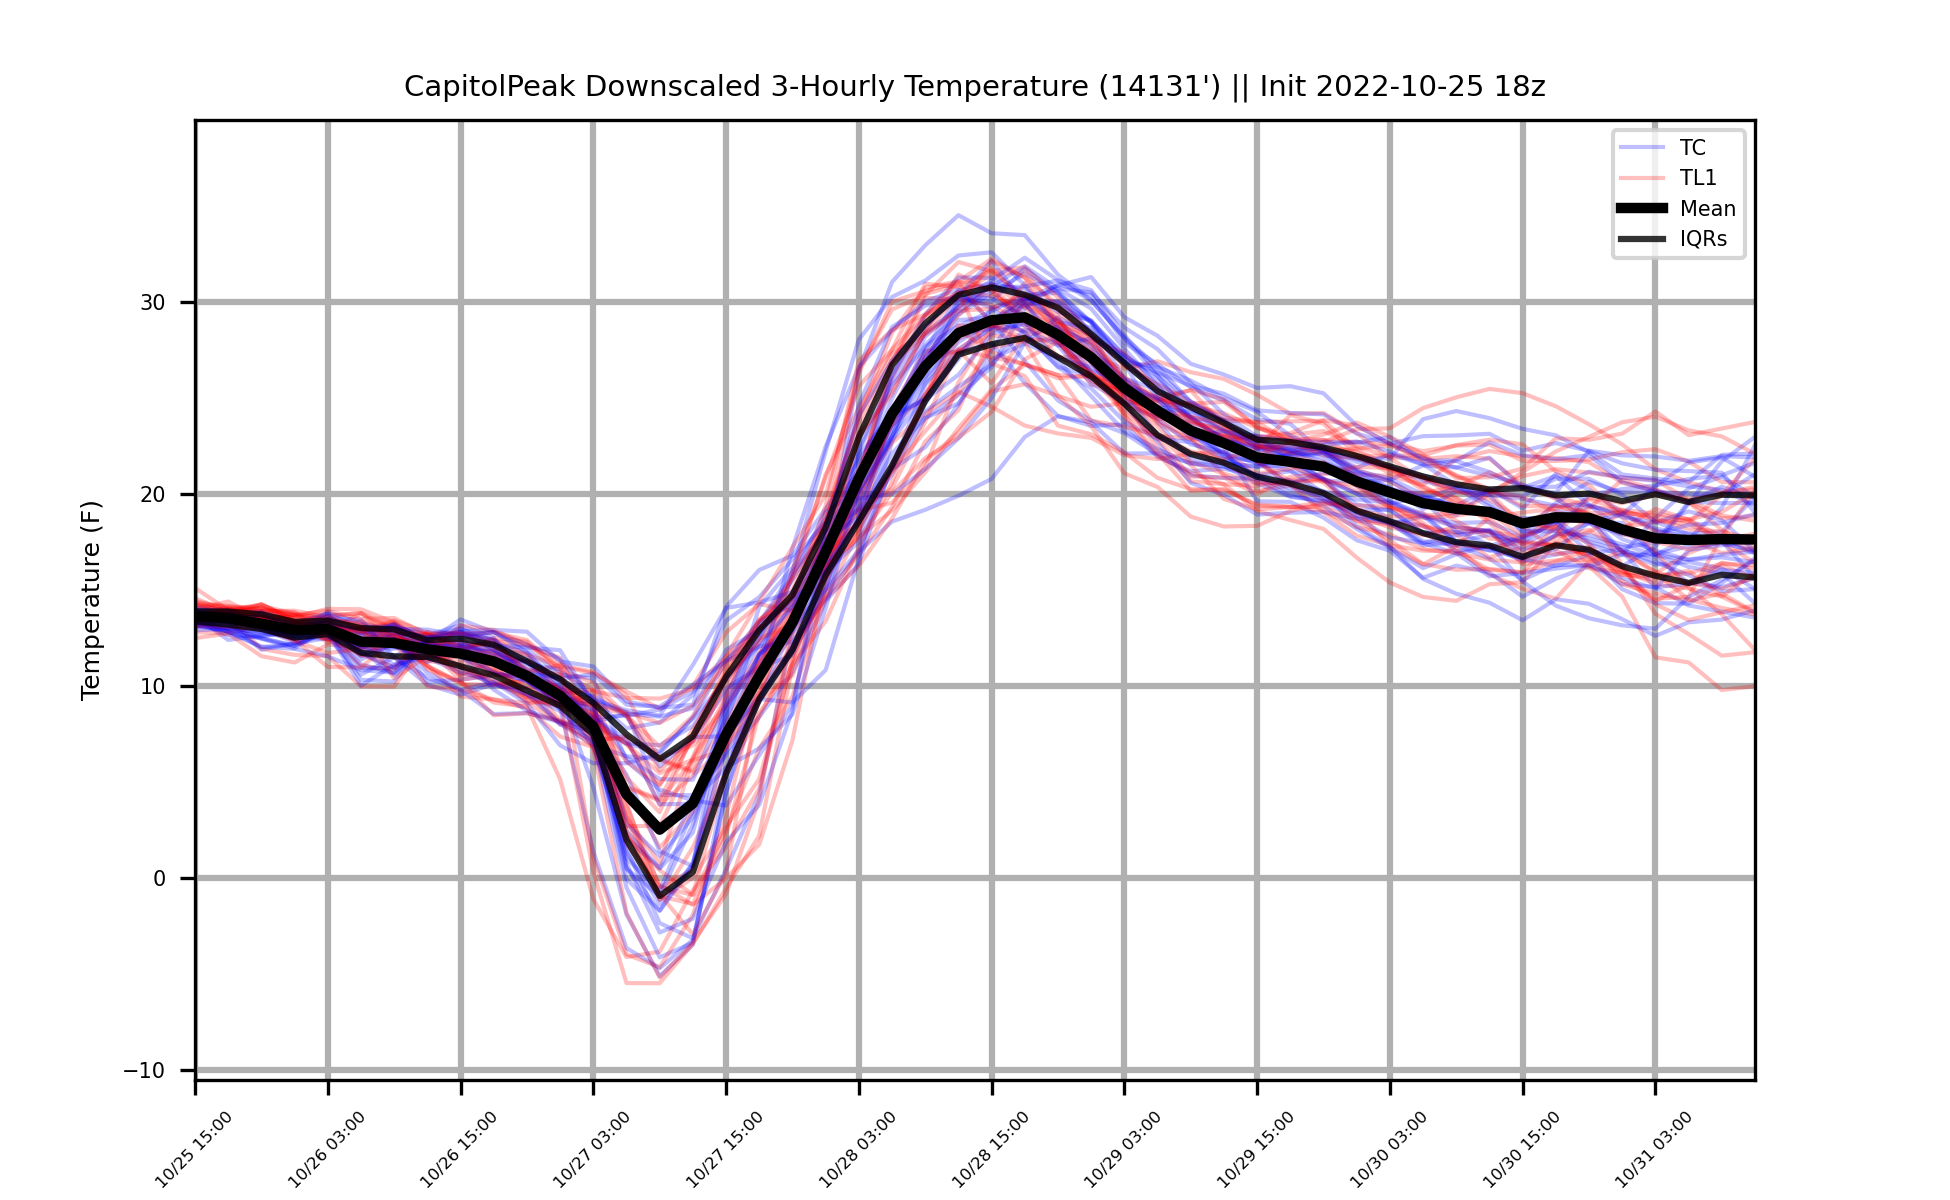 CapitolPeak Downscaled 3-Hourly Temperature (14131') || Init 2022-10-25 18z
TC
TL1
Mean
IQRs
Temperature (F)
30
20
10
0
−10
10/25 15:00
10/26 03:00
10/26 15:00
10/27 03:00
10/27 15:00
10/28 03:00
10/28 15:00
10/29 03:00
10/29 15:00
10/30 03:00
10/30 15:00
10/31 03:00